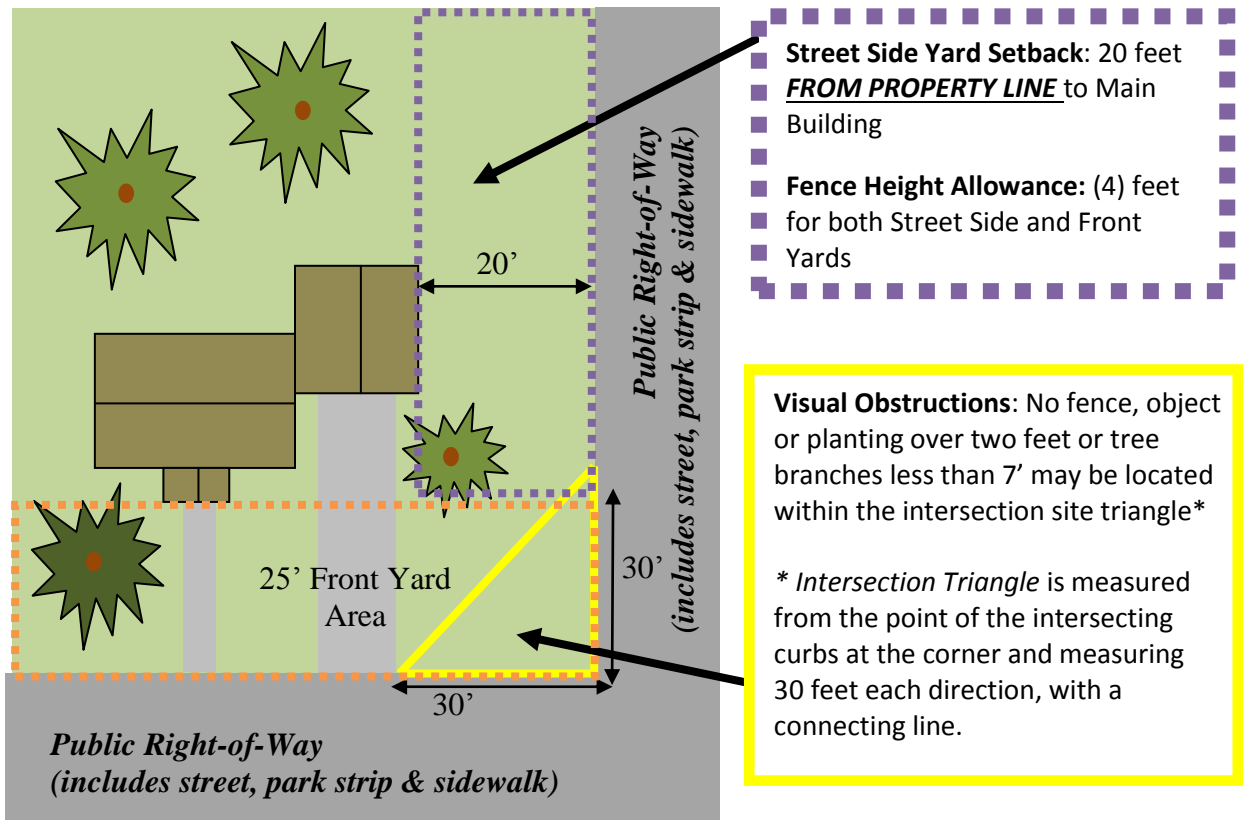 Street Side Yard Setback: 20 feet
FROM PROPERTY LINE to Main
Building
Fence Height Allowance: (4) feet
for both Street Side and Front
Yards
Public Right-of-Way
(includes street, park strip & sidewalk)
20’
Visual Obstructions: No fence, object
or planting over two feet or tree
branches less than 7’ may be located
within the intersection site triangle*
* Intersection Triangle is measured
from the point of the intersecting
curbs at the corner and measuring
30 feet each direction, with a
connecting line.
25’ Front Yard
Area
30’
30’
Public Right-of-Way
(includes street, park strip & sidewalk)